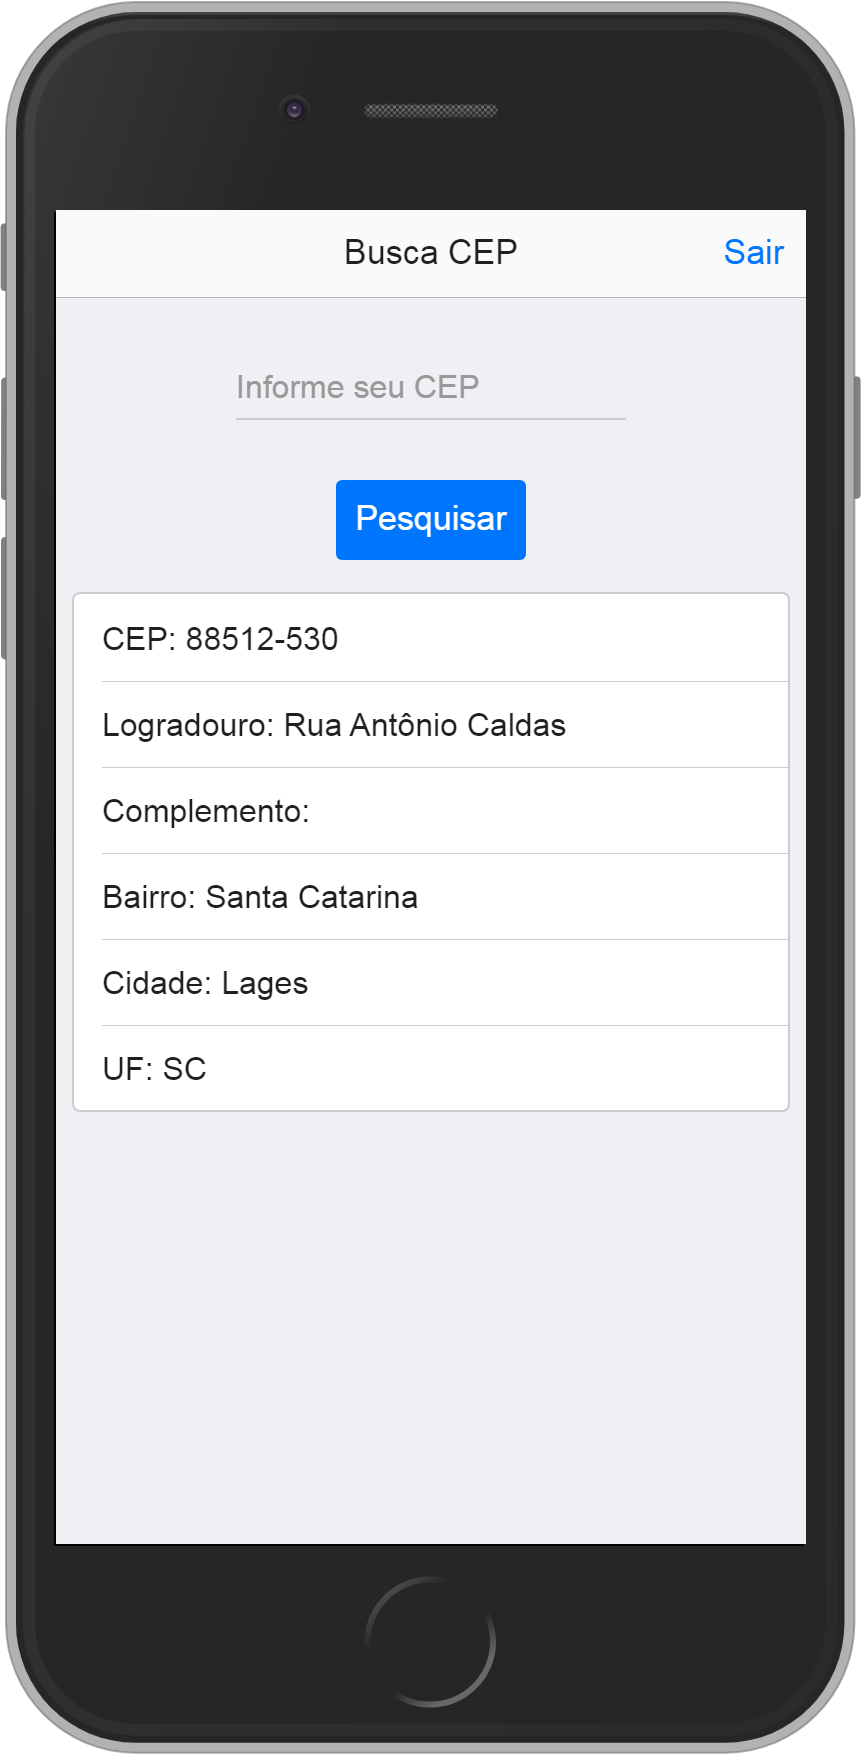 Busca CEP
Sair
Informe seu CEP
Pesquisar
CEP: 88512-530
Logradouro: Rua Antônio Caldas
Complemento:
Bairro: Santa Catarina
Cidade: Lages
UF: SC